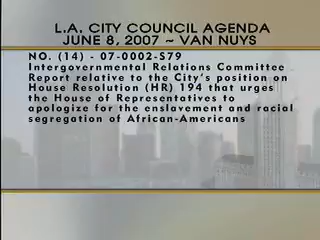 L.A. CITY COUNCIL AGENDA
JUNE 8, 2007 ~ VAN NUYS
NO. (14) - 07-0002-S79
Intergovernmental Relations Committee
Report relative to the City's position on
House Resolution (HR) 194 that urges
the House of Representatives to
apologize for the enslavement and racial
segregation of African-Americans